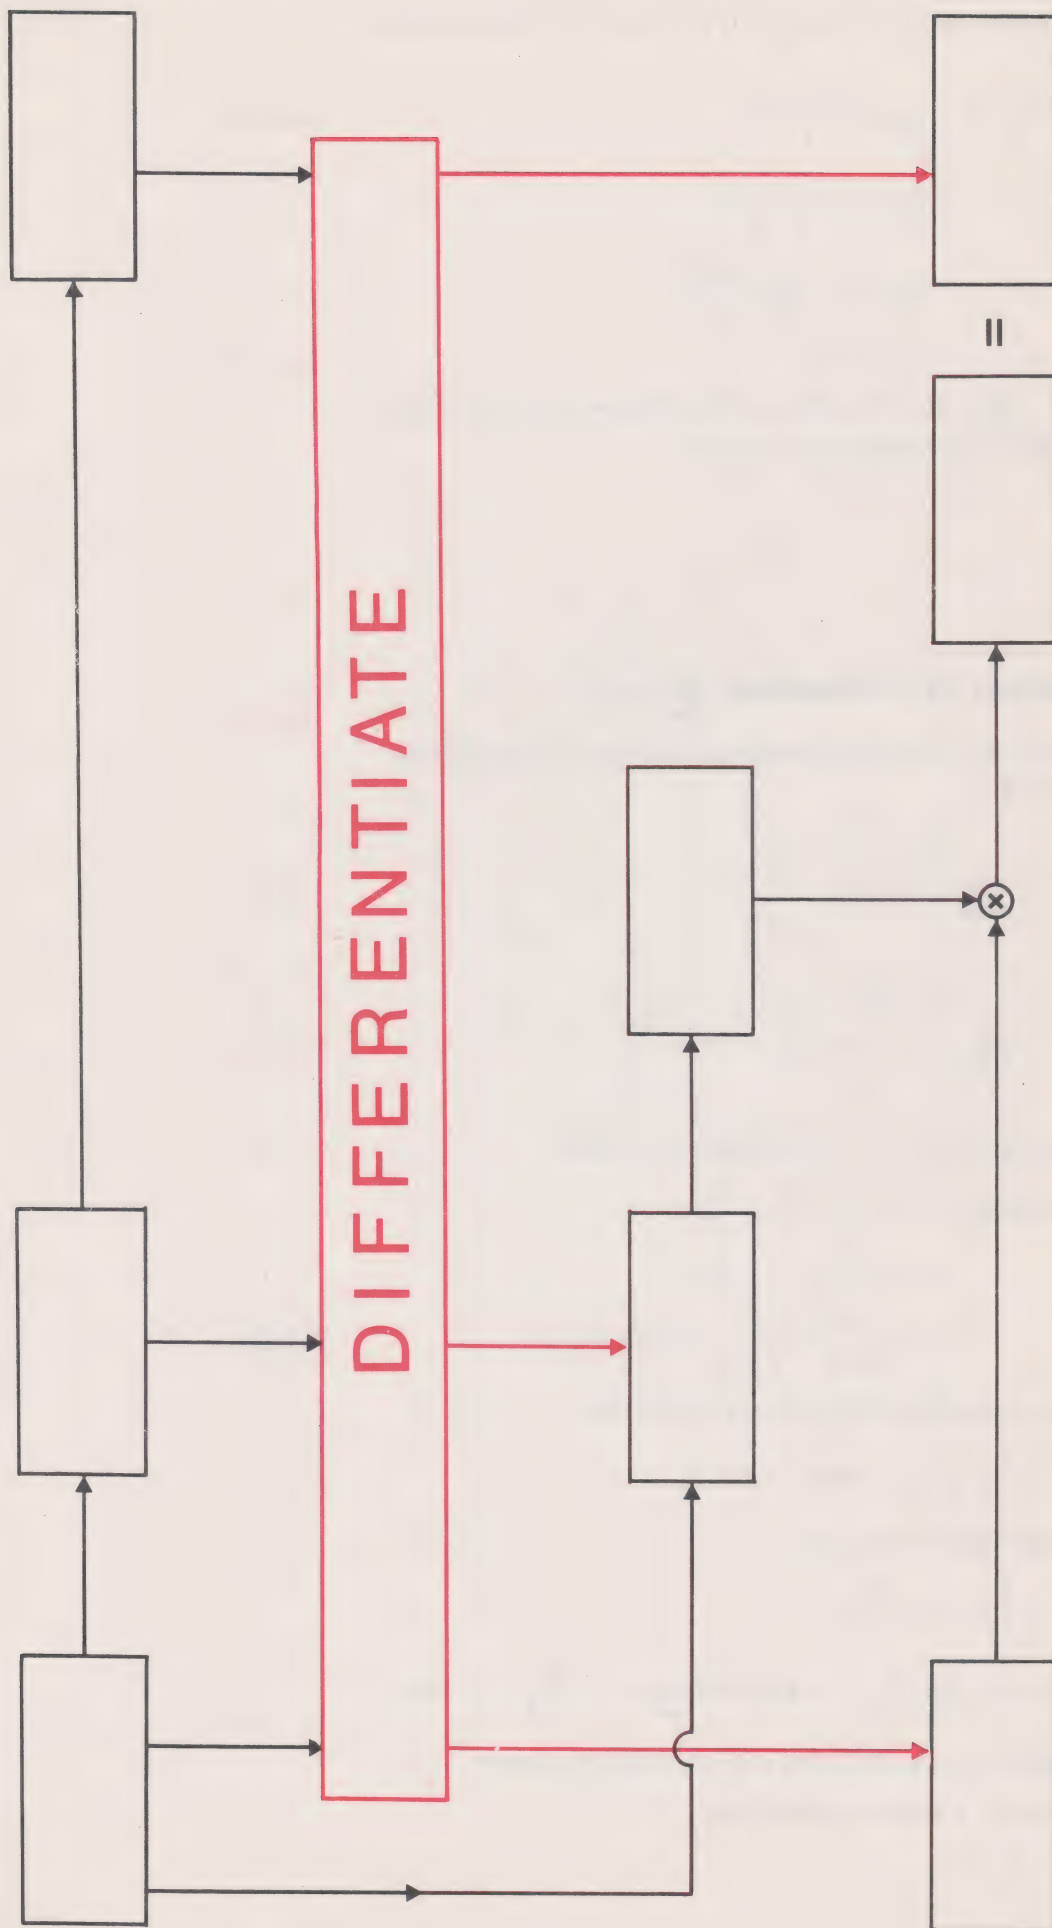 DIFFERENTIATE
=
×